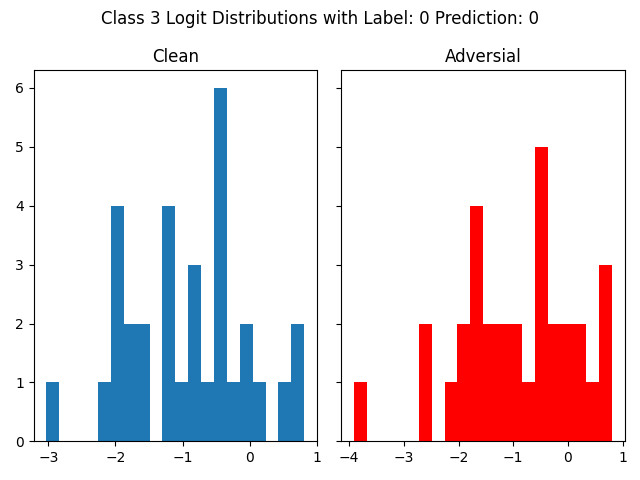 Class 3 Logit Distributions with Label: 0 Prediction: 0
Clean
Adversial
6
5
4
3
2
1
0
−3 −2 −1 0 1
−4 −3 −2 −1 0 1